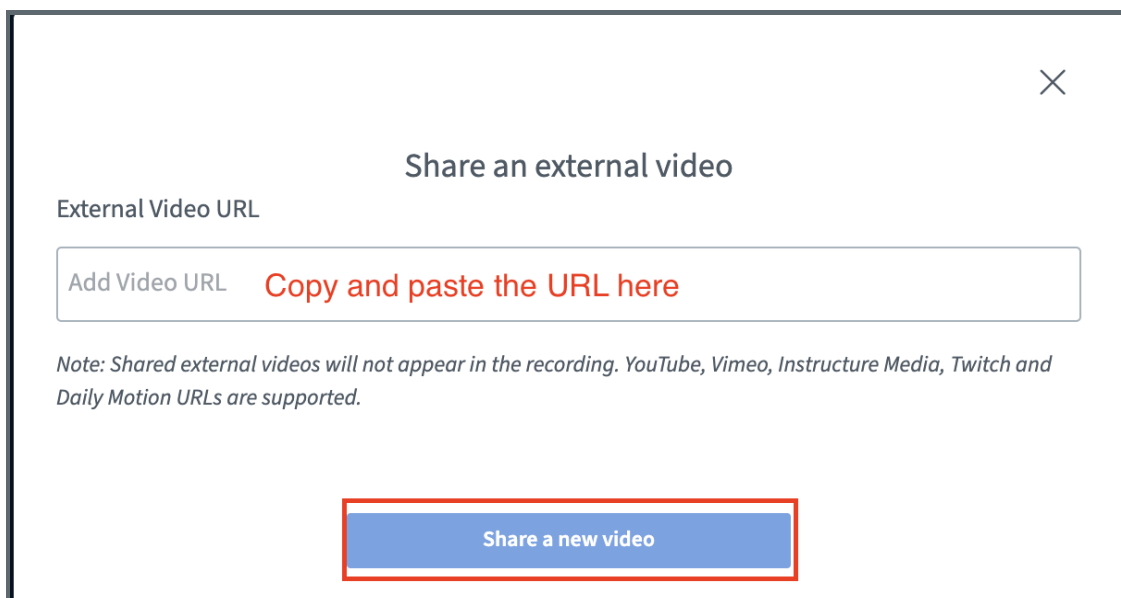 Share an external video
External Video URL
Add Video URL Copy and paste the URL here
Note: Shared external videos will not appear in the recording. YouTube, Vimeo, Instructure Media, Twitch and
Daily Motion URLs are supported.
Share a new video